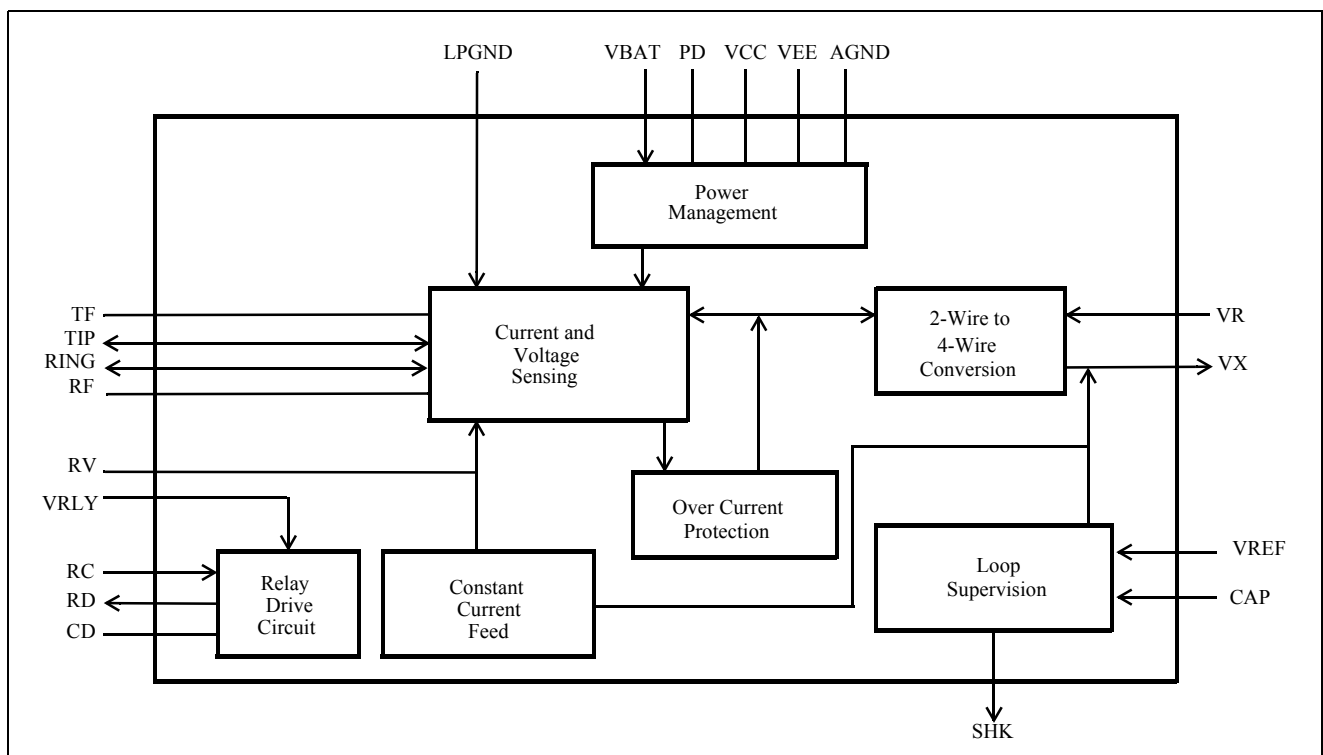 LPGND
VBAT PD VCC VEE AGND
Power
Management
TF
TIP
RING
RF
Current and
Voltage
Sensing
2-Wire to
4-Wire
Conversion
VR
VX
RV
VRLY
Over Current
Protection
RC
RD
CD
Relay
Drive
Circuit
Constant
Current
Feed
Loop
Supervision
VREF
CAP
SHK